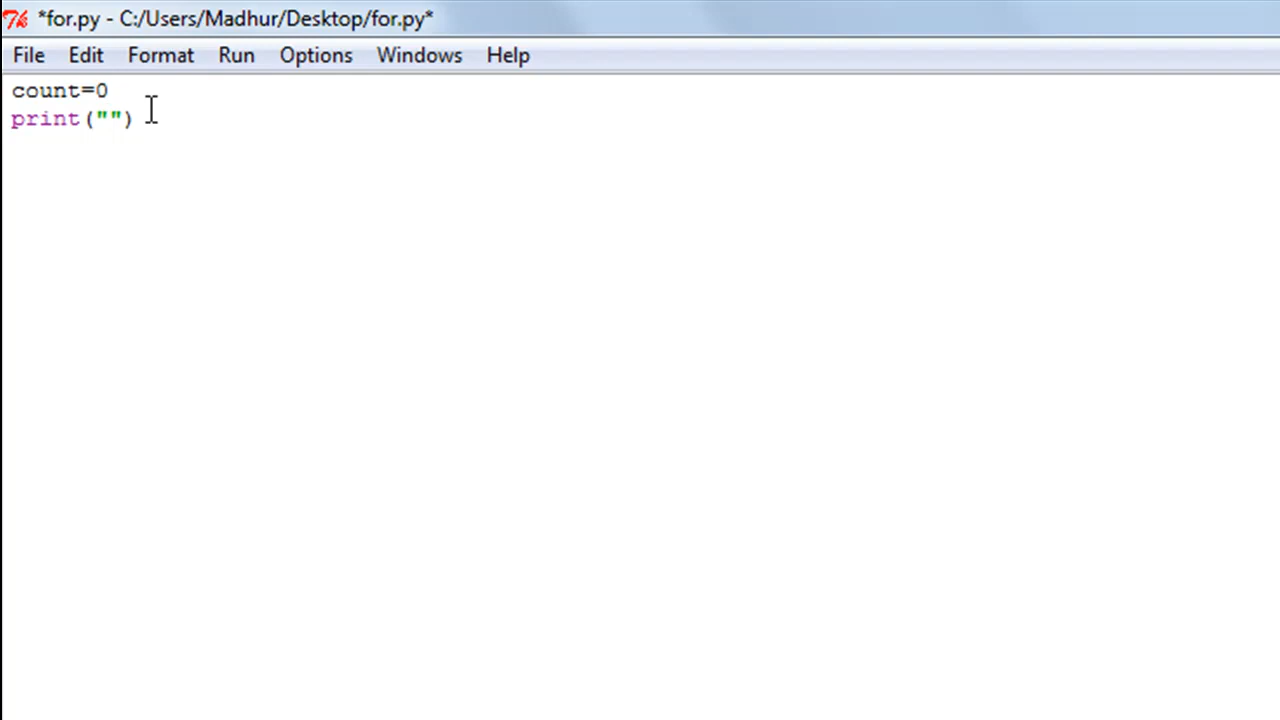 *for.py - C:/Users/Madhur/Desktop/for.py*
File Edit Format Run Options Windows Help
count=0
print("")